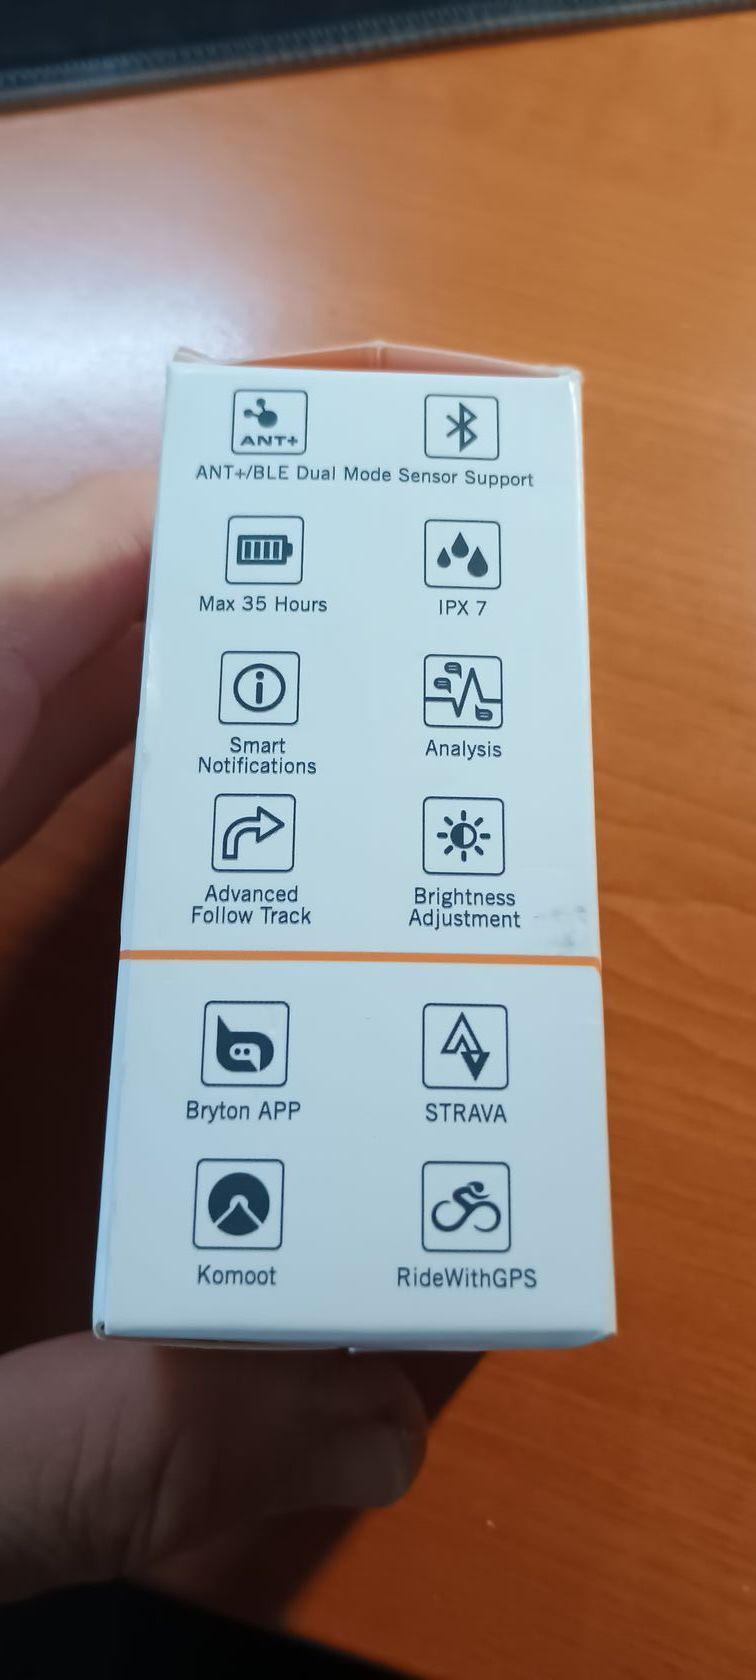 ANT+
ANT+/BLE Dual Mode Sensor Support
Max 35 Hours
IPX 7
Smart
Notifications
Analysis
Advanced
Follow Track
Brightness
Adjustment
Bryton APP
STRAVA
Komoot
RideWithGPS